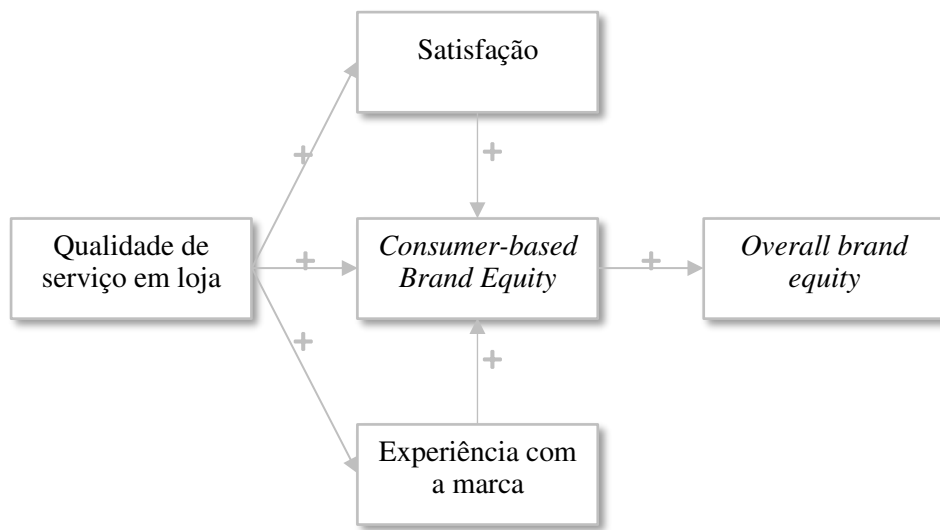 Satisfação
+
+
Qualidade de
serviço em loja
+
Consumer-based
Brand Equity
+
Overall brand
equity
+
+
Experiência com
a marca